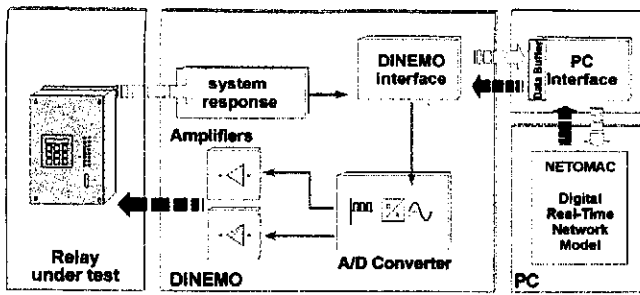 system
response
DINEMO
interface
Data Buffer
PC
Interface
Amplifiers
NETOMAC
Digital
Real-Time
Network
Model
Relay
under test
DINEMO
A/D Converter
PC